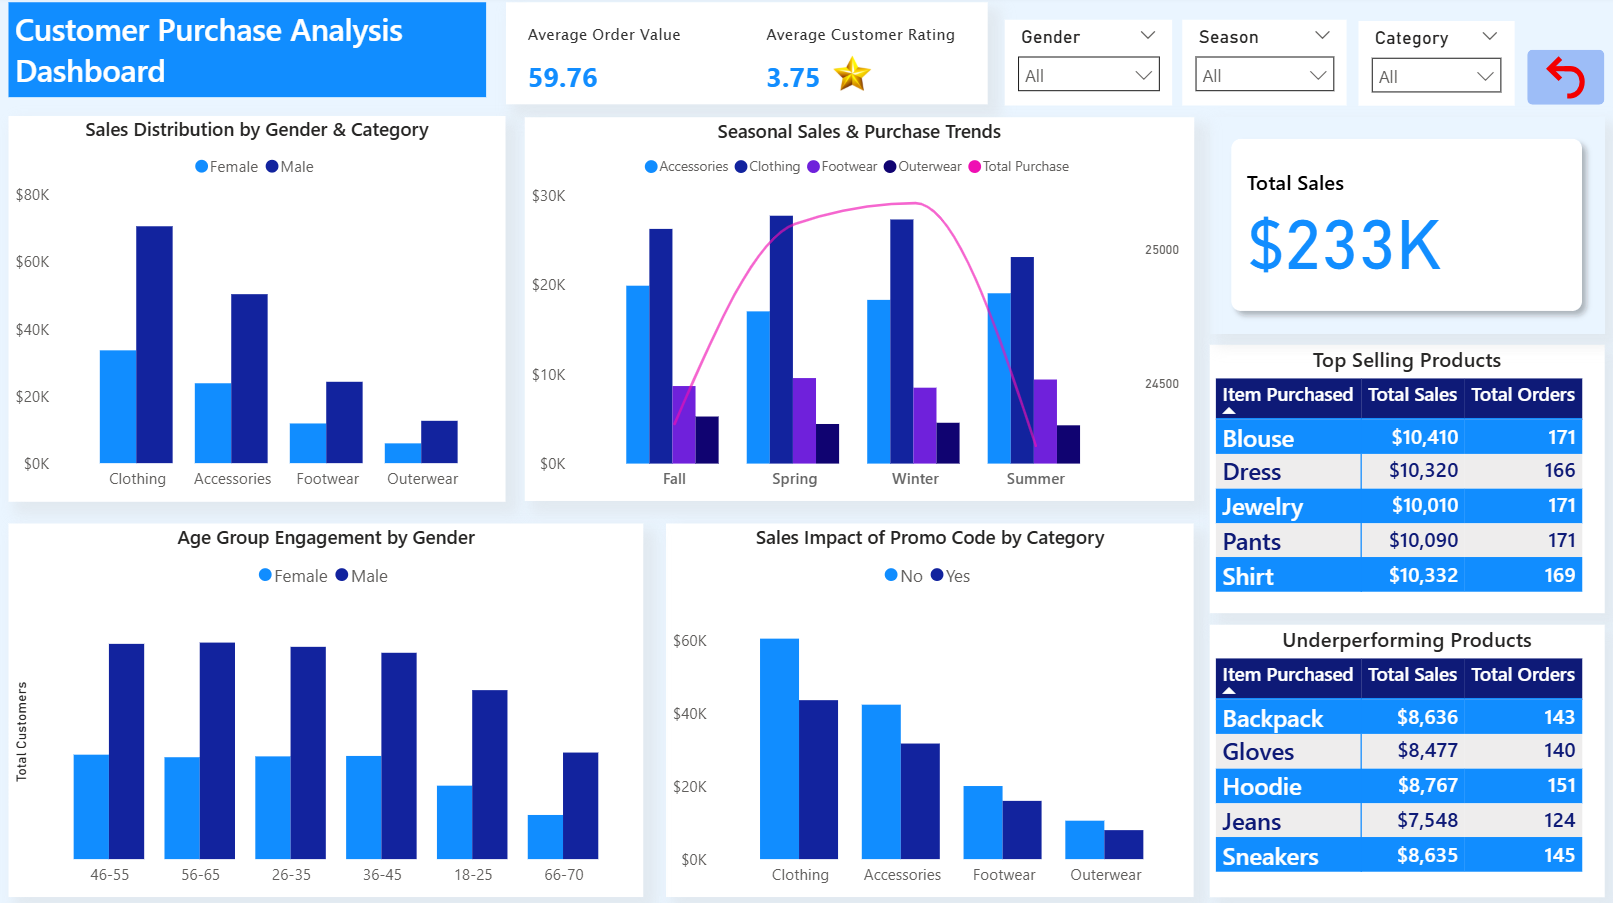 Customer Purchase Analysis
Dashboard
Average Order Value
59.76
Average Customer Rating
3.75
Gender
All
Season
All
Category
All
Sales Distribution by Gender & Category
Female Male
$80K
$60K
$40K
$20K
$0K
Clothing Accessories Footwear Outerwear
Seasonal Sales & Purchase Trends
Accessories Clothing Footwear Outerwear Total Purchase
$30K
$20K
$10K
$0K
25000
24500
Fall Spring Winter Summer
Total Sales
$233K
Top Selling Products
Item Purchased Total Sales Total Orders
Blouse $10,410 171
Dress $10,320 166
Jewelry $10,010 171
Pants $10,090 171
Shirt $10,332 169
Age Group Engagement by Gender
Female Male
Total Customers
46-55 56-65 26-35 36-45 18-25 66-70
Sales Impact of Promo Code by Category
No Yes
$60K
$40K
$20K
$0K
Clothing Accessories Footwear Outerwear
Underperforming Products
Item Purchased Total Sales Total Orders
Backpack $8,636 143
Gloves $8,477 140
Hoodie $8,767 151
Jeans $7,548 124
Sneakers $8,635 145